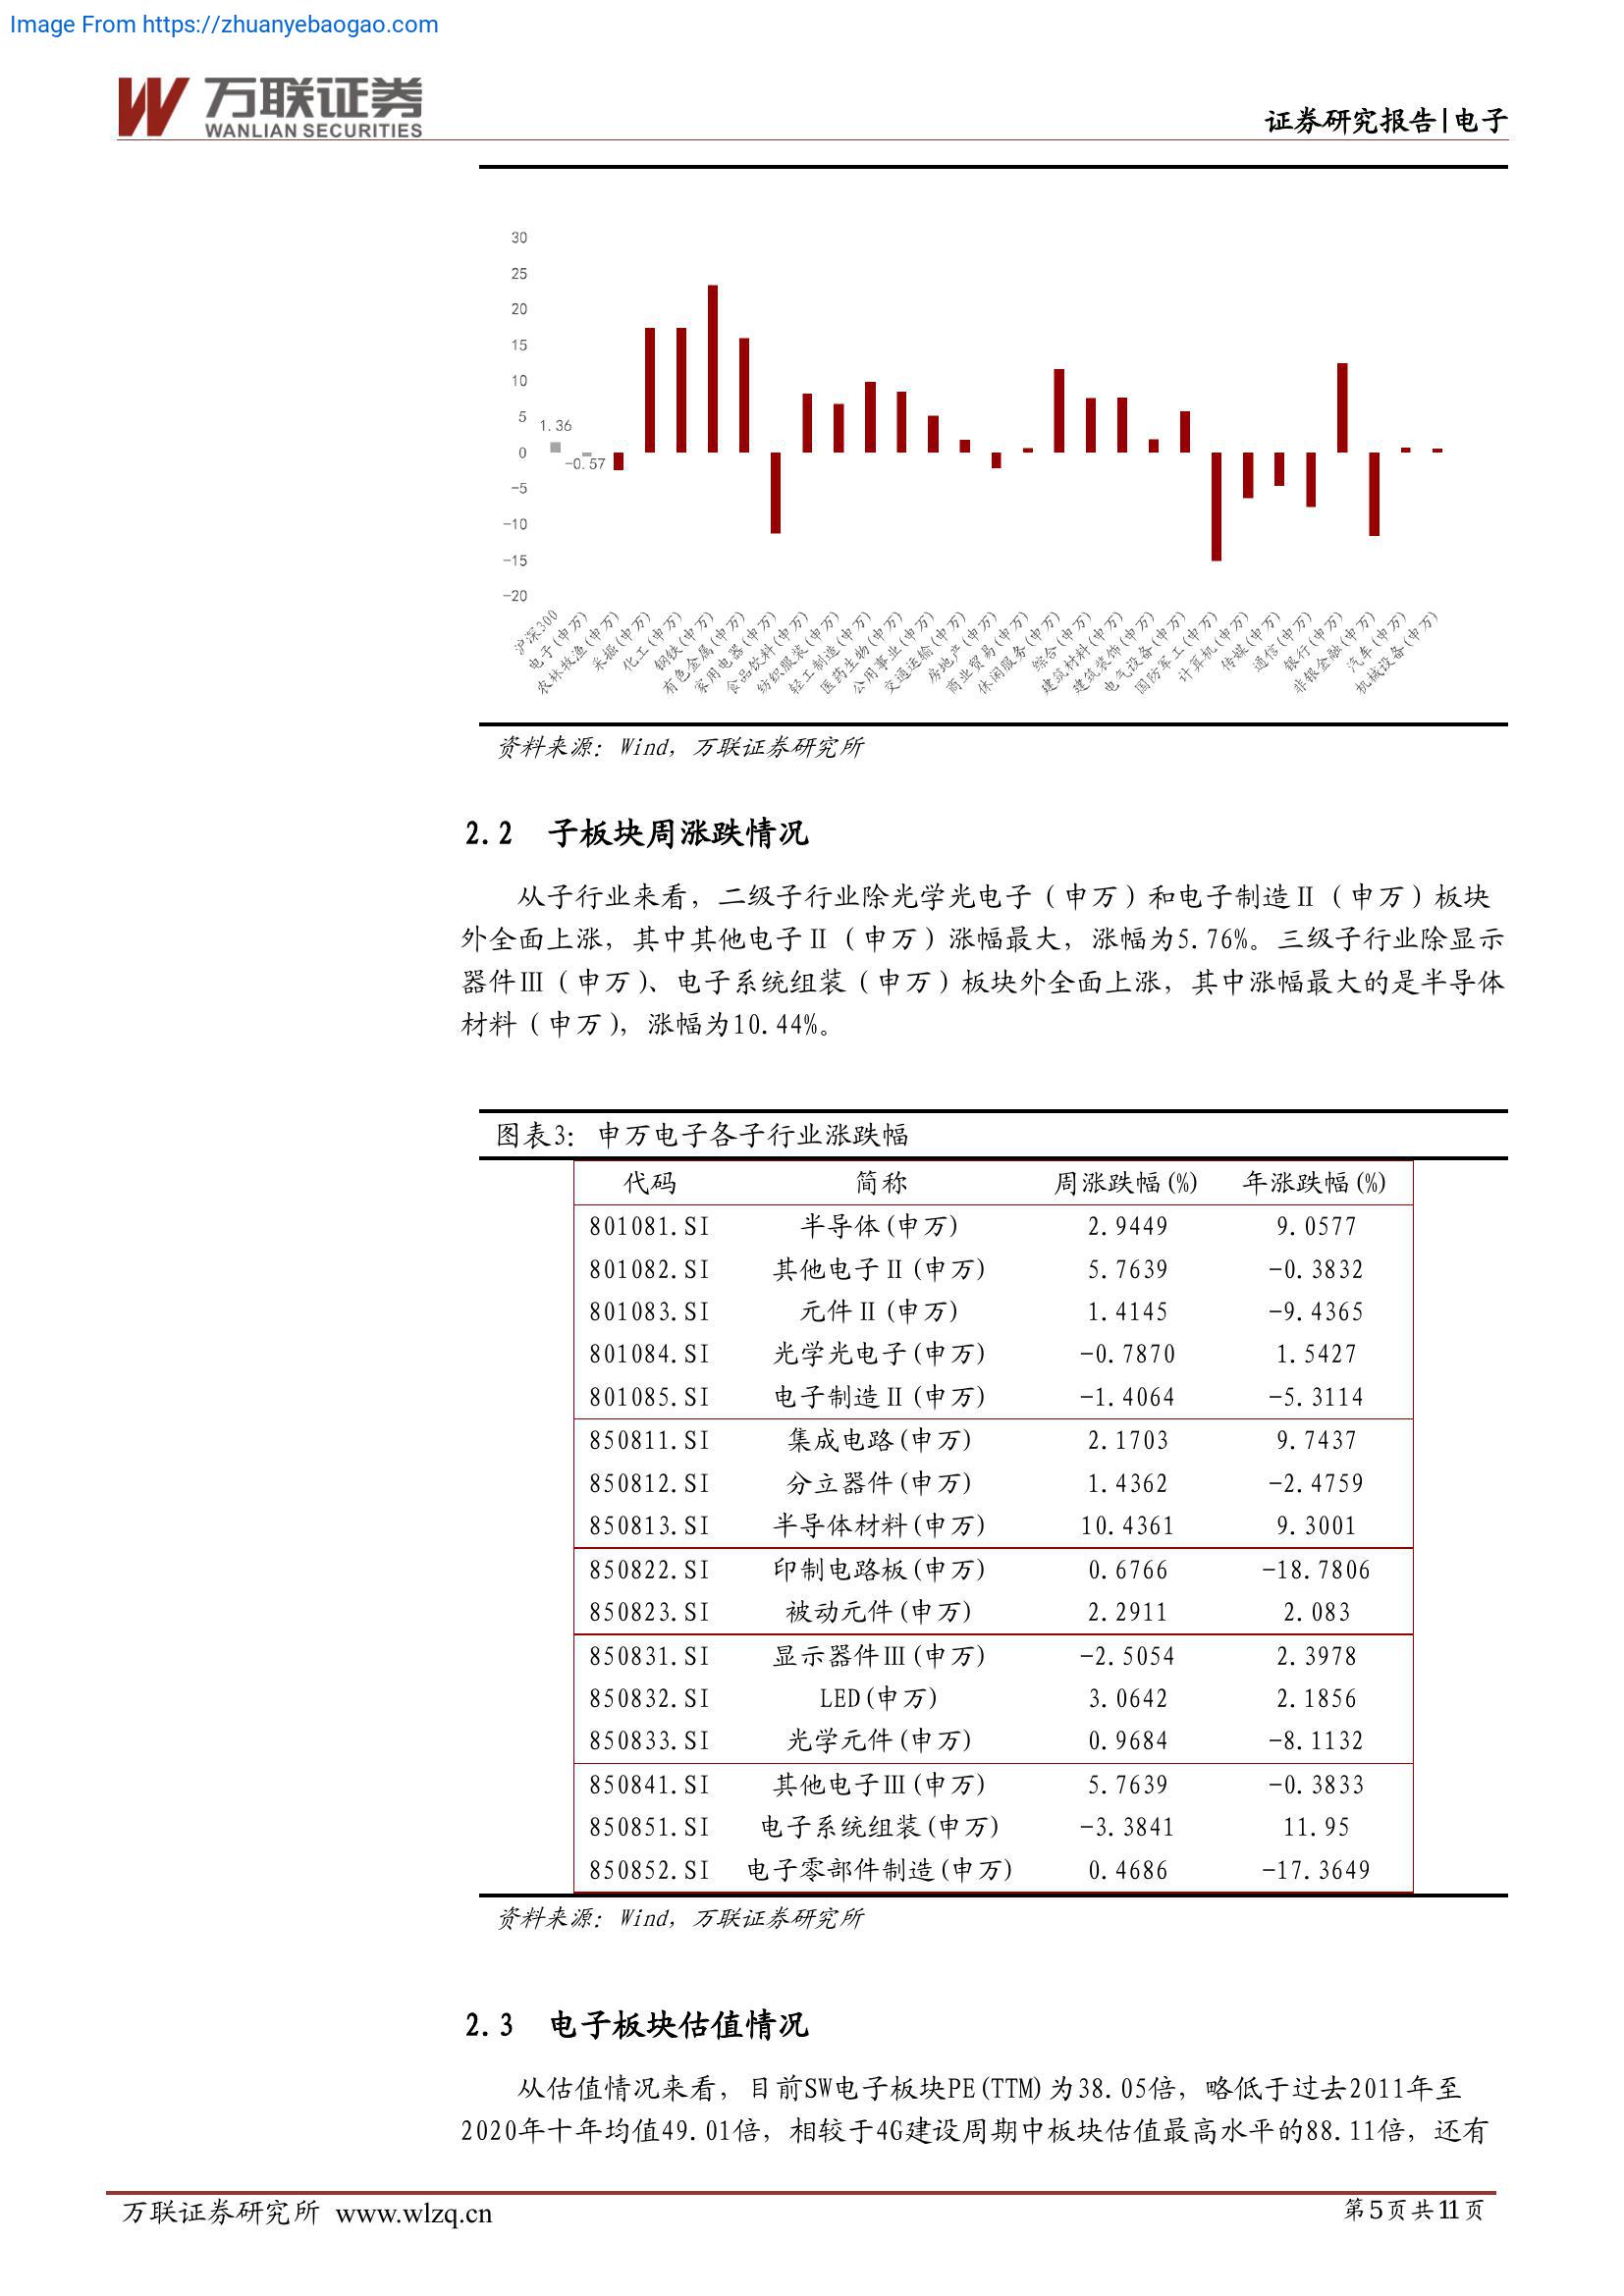 Image From https://zhuanyebaogao.com
万联证券
WANLIAN SECURITIES
证券研究报告|电子
30
25
20
15
10
5
0
-5
-10
-15
-20
1.36
-0.57
沪深300
电子(申万)
农林牧渔(申万)
采掘(申万)
化工(申万)
钢铁(申万)
有色金属(申万)
家用电器(申万)
食品饮料(申万)
纺织服装(申万)
轻工制造(申万)
医药生物(申万)
公用事业(申万)
交通运输(申万)
房地产(申万)
商业贸易(申万)
休闲服务(申万)
综合(申万)
建筑材料(申万)
建筑装饰(申万)
电气设备(申万)
国防军工(申万)
计算机(申万)
传媒(申万)
通信(申万)
银行(申万)
非银金融(申万)
汽车(申万)
机械设备(申万)
资料来源：Wind，万联证券研究所
2.2 子板块周涨跌情况
从子行业来看，二级子行业除光学光电子（申万）和电子制造Ⅱ（申万）板块
外全面上涨，其中其他电子Ⅱ（申万）涨幅最大，涨幅为5.76%。三级子行业除显示
器件Ⅲ（申万）、电子系统组装（申万）板块外全面上涨，其中涨幅最大的是半导体
材料（申万），涨幅为10.44%。
图表3：申万电子各子行业涨跌幅
代码 简称 周涨跌幅(%) 年涨跌幅(%)
801081.SI 半导体(申万) 2.9449 9.0577
801082.SI 其他电子Ⅱ(申万) 5.7639 -0.3832
801083.SI 元件Ⅱ(申万) 1.4145 -9.4365
801084.SI 光学光电子(申万) -0.7870 1.5427
801085.SI 电子制造Ⅱ(申万) -1.4064 -5.3114
850811.SI 集成电路(申万) 2.1703 9.7437
850812.SI 分立器件(申万) 1.4362 -2.4759
850813.SI 半导体材料(申万) 10.4361 9.3001
850822.SI 印制电路板(申万) 0.6766 -18.7806
850823.SI 被动元件(申万) 2.2911 2.083
850831.SI 显示器件Ⅲ(申万) -2.5054 2.3978
850832.SI LED(申万) 3.0642 2.1856
850833.SI 光学元件(申万) 0.9684 -8.1132
850841.SI 其他电子Ⅲ(申万) 5.7639 -0.3833
850851.SI 电子系统组装(申万) -3.3841 11.95
850852.SI 电子零部件制造(申万) 0.4686 -17.3649
资料来源：Wind，万联证券研究所
2.3 电子板块估值情况
从估值情况来看，目前SW电子板块PE(TTM)为38.05倍，略低于过去2011年至
2020年十年均值49.01倍，相较于4G建设周期中板块估值最高水平的88.11倍，还有
万联证券研究所 www.wlzq.cn
第5页共11页